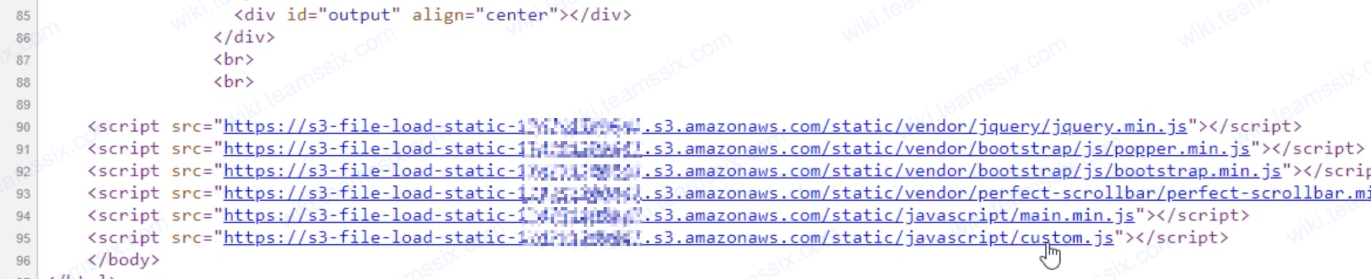 85 <div id="output" align="center"></div>
86 </div>
87 <br>
88 <br>
89
90 <script src="https://s3-file-load-static-1 .s3.amazonaws.com/static/vendor/jquery/jquery.min.js"></script>
91 <script src="https://s3-file-load-static-1 .s3.amazonaws.com/static/vendor/bootstrap/js/popper.min.js"></script>
92 <script src="https://s3-file-load-static-1 .s3.amazonaws.com/static/vendor/bootstrap/js/bootstrap.min.js"></scrip
93 <script src="https://s3-file-load-static-1 .s3.amazonaws.com/static/vendor/perfect-scrollbar/perfect-scrollbar.mi
94 <script src="https://s3-file-load-static-1 .s3.amazonaws.com/static/javascript/main.min.js"></script>
95 <script src="https://s3-file-load-static-1 .s3.amazonaws.com/static/javascript/custom.js"></script>
96 </body>
wiki.teamssix.com